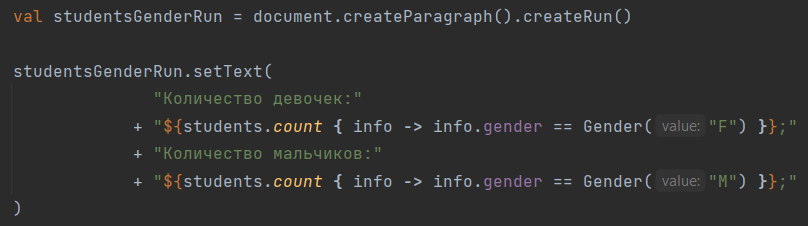 val studentsGenderRun = document.createParagraph().createRun()
studentsGenderRun.setText(
"Количество девочек:"
+ "${students.count { info -> info.gender == Gender( value: "F") }};"
+ "Количество мальчиков:"
+ "${students.count { info -> info.gender == Gender( value: "M") }};"
)